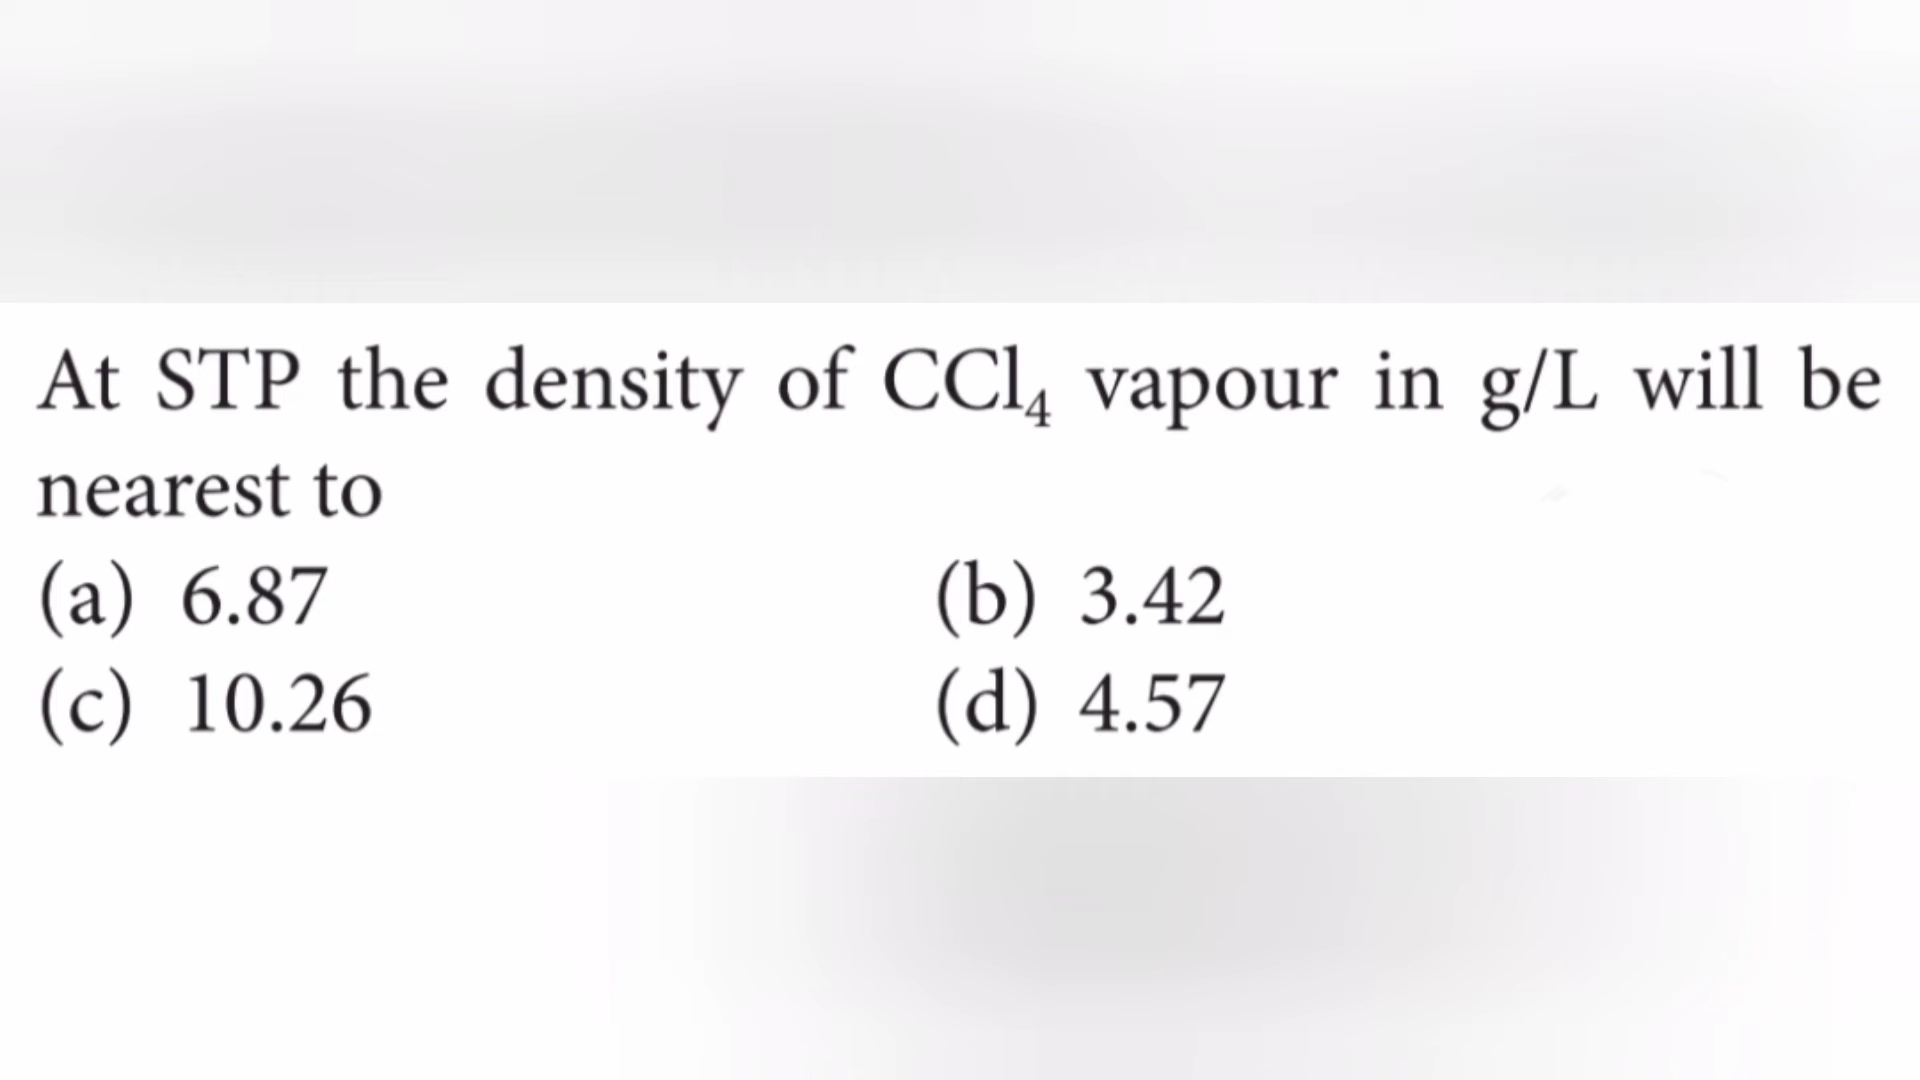 At STP the density of CCl₄ vapour in g/L will be
nearest to
(a) 6.87 (b) 3.42
(c) 10.26 (d) 4.57